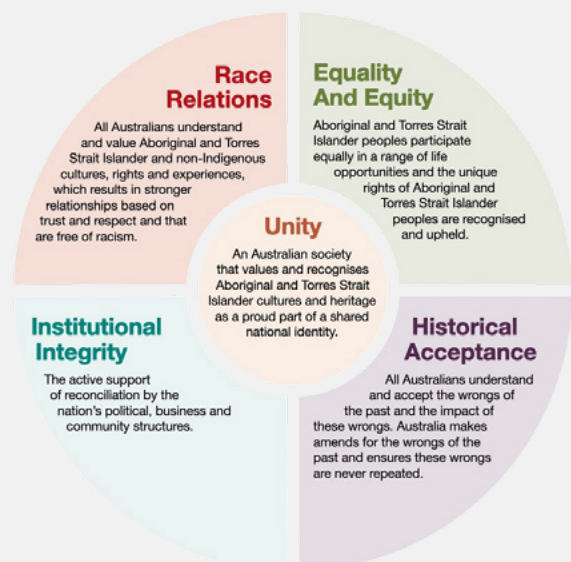 Race
Relations
All Australians understand
and value Aboriginal and Torres
Strait Islander and non-Indigenous
cultures, rights and experiences,
which results in stronger
relationships based on
trust and respect and that
are free of racism.
Equality
And Equity
Aboriginal and Torres Strait
Islander peoples participate
equally in a range of life
opportunities and the unique
rights of Aboriginal and
Torres Strait Islander
peoples are recognised
and upheld.
Unity
An Australian society
that values and recognises
Aboriginal and Torres Strait
Islander cultures and heritage
as a proud part of a shared
national identity.
Institutional
Integrity
The active support
of reconciliation by the
nation's political, business and
community structures.
Historical
Acceptance
All Australians understand
and accept the wrongs of
the past and the impact of
these wrongs. Australia makes
amends for the wrongs of the
past and ensures these wrongs
are never repeated.